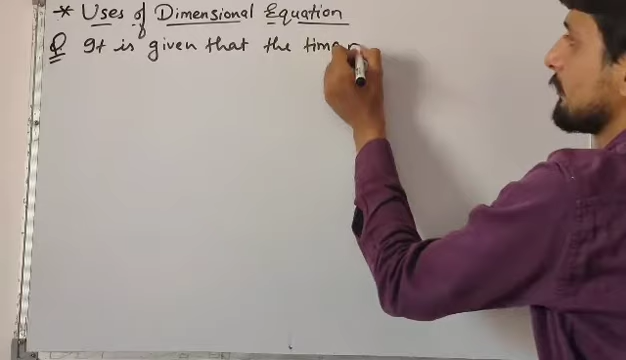 * Uses of Dimensional Equation
Q It is given that the time